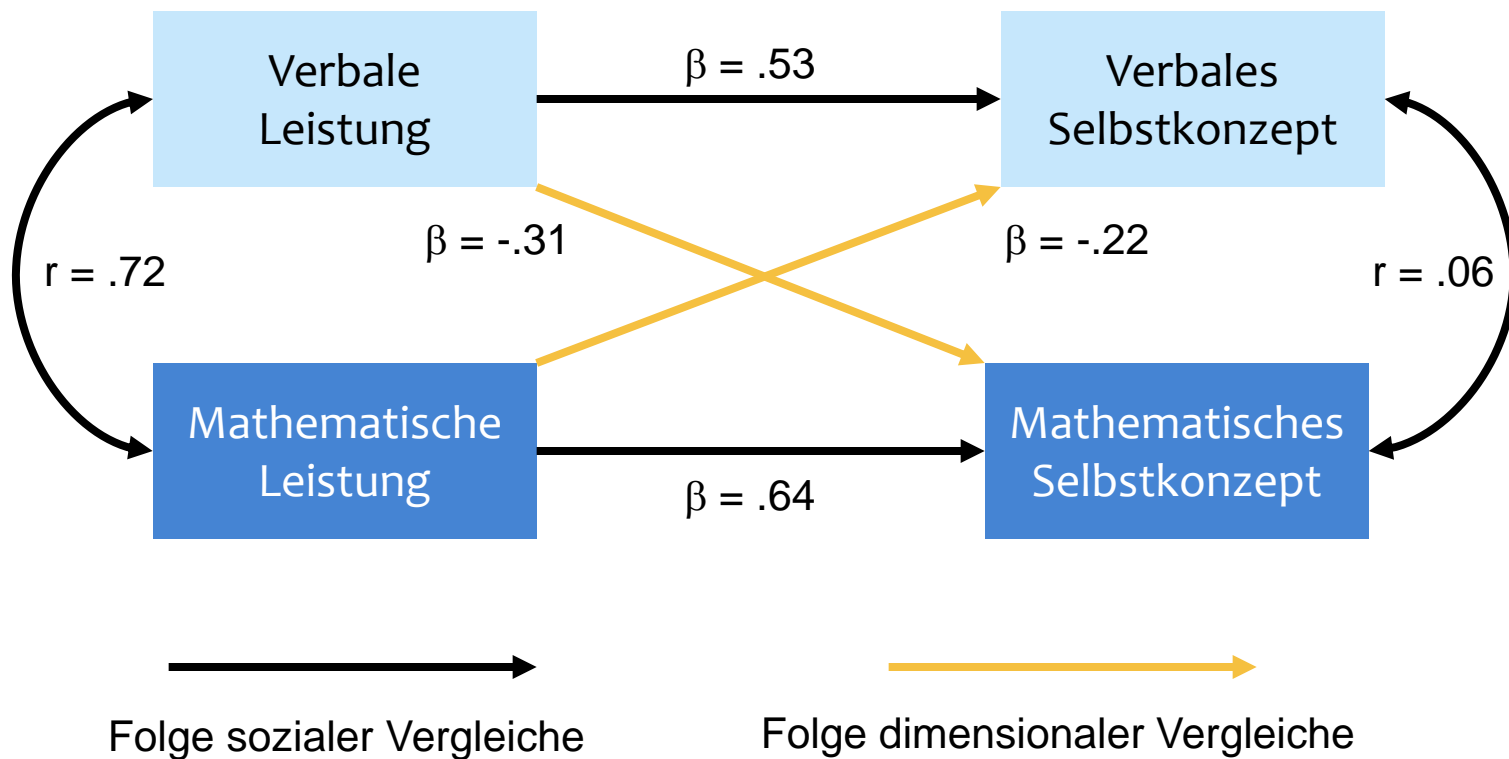 Verbale
Leistung
β = .53
Verbales
Selbstkonzept
β = -.31
β = -.22
r = .72
r = .06
Mathematische
Leistung
β = .64
Mathematisches
Selbstkonzept
Folge sozialer Vergleiche
Folge dimensionaler Vergleiche